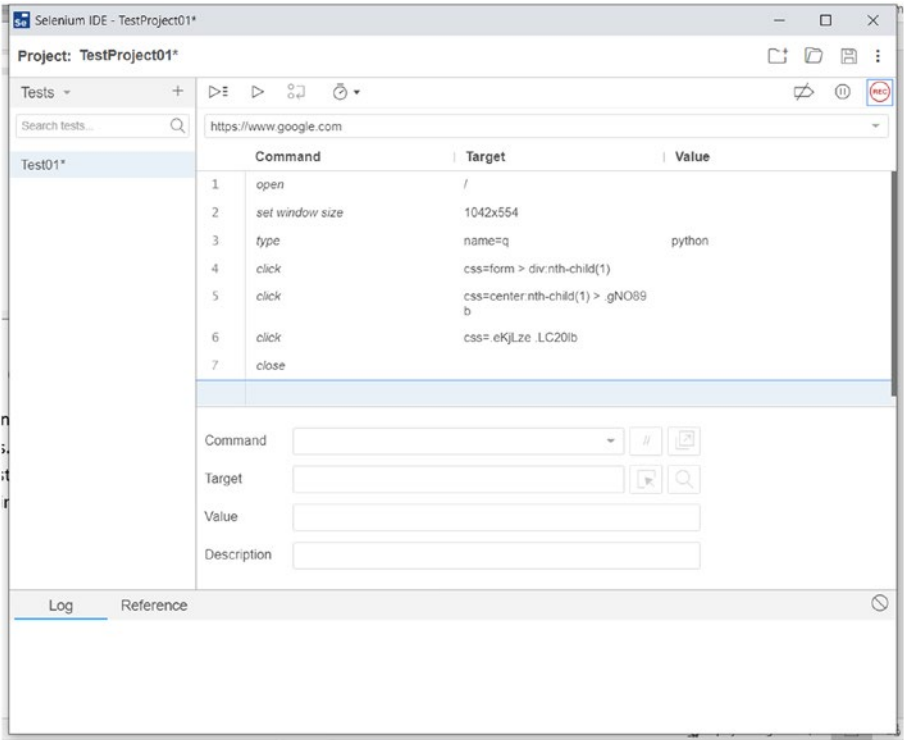 Se Selenium IDE - TestProject01*
Project: TestProject01*
Tests
REC
Search tests...
https://www.google.com
Test01*
Command Target Value
1 open /
2 set window size 1042x554
3 type name=q python
4 click css=form > div:nth-child(1)
5 click css=center:nth-child(1) > .gNO89
b
6 click css=.eKjLze .LC20lb
7 close
Command //
Target
Value
Description
Log Reference